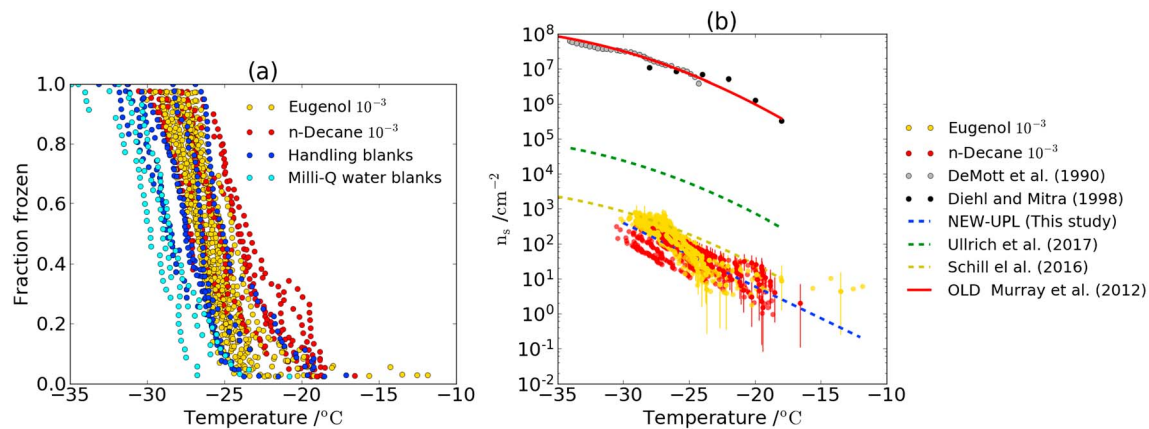 (a)
Fraction frozen
1.0
0.8
0.6
0.4
0.2
0.0
−35 −30 −25 −20 −15 −10
Temperature /°C
Eugenol 10⁻³
n-Decane 10⁻³
Handling blanks
Milli-Q water blanks
(b)
nₛ /cm⁻²
10⁸
10⁷
10⁶
10⁵
10⁴
10³
10²
10¹
10⁰
10⁻¹
10⁻²
−35 −30 −25 −20 −15 −10
Temperature /°C
Eugenol 10⁻³
n-Decane 10⁻³
DeMott et al. (1990)
Diehl and Mitra (1998)
NEW-UPL (This study)
Ullrich et al. (2017)
Schill el al. (2016)
OLD Murray et al. (2012)